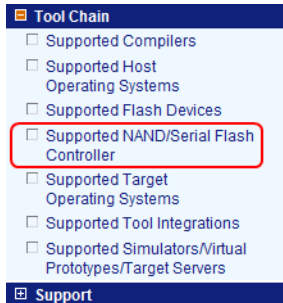 Tool Chain
Supported Compilers
Supported Host
Operating Systems
Supported Flash Devices
Supported NAND/Serial Flash
Controller
Supported Target
Operating Systems
Supported Tool Integrations
Supported Simulators/Virtual
Prototypes/Target Servers
Support